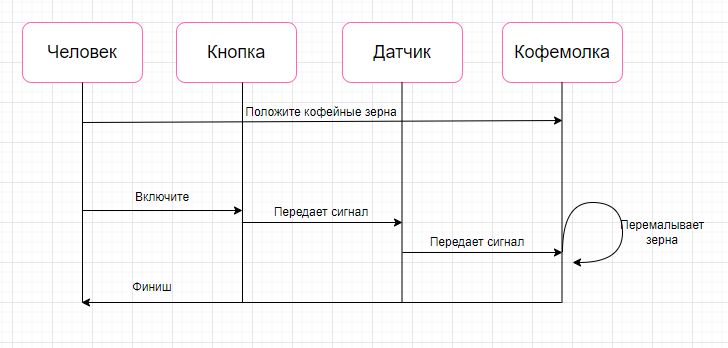 Человек
Кнопка
Датчик
Кофемолка
Положите кофейные зерна
Включите
Передает сигнал
Передает сигнал
Перемалывает
зерна
Финиш